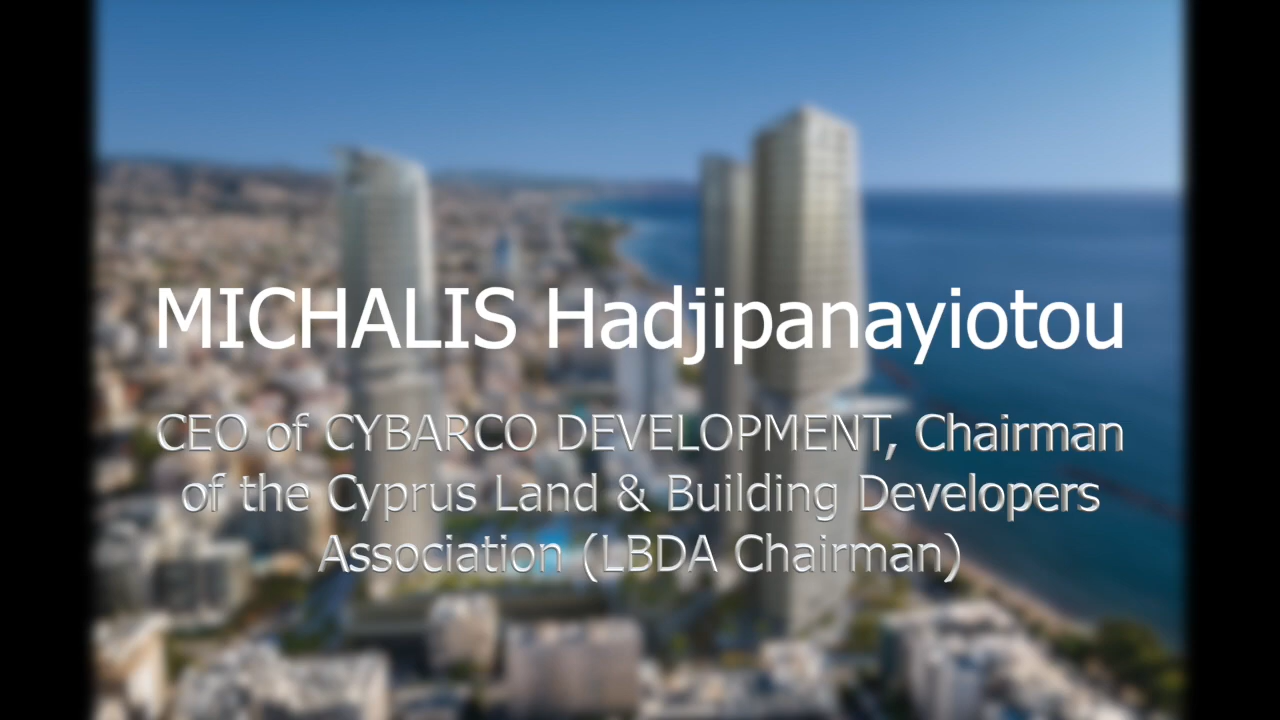 MICHALIS Hadjipanayiotou
CEO of CYBARCO DEVELOPMENT, Chairman
of the Cyprus Land & Building Developers
Association (LBDA Chairman)